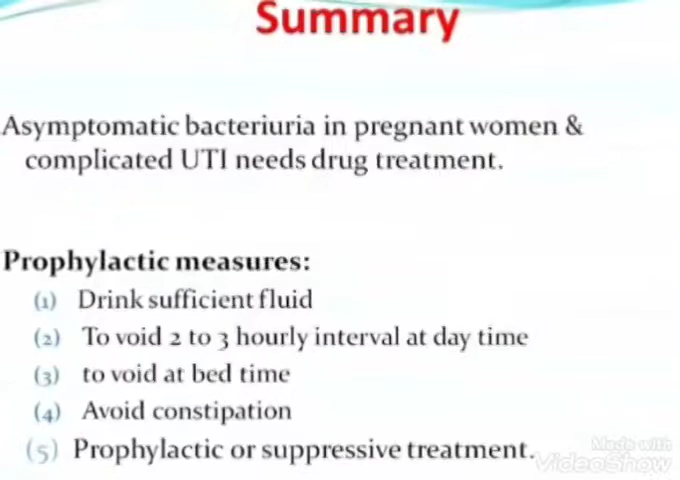 Summary
Asymptomatic bacteriuria in pregnant women &
complicated UTI needs drug treatment.
Prophylactic measures:
(1) Drink sufficient fluid
(2) To void 2 to 3 hourly interval at day time
(3) to void at bed time
(4) Avoid constipation
(5) Prophylactic or suppressive treatment.
Made with
VideoShow